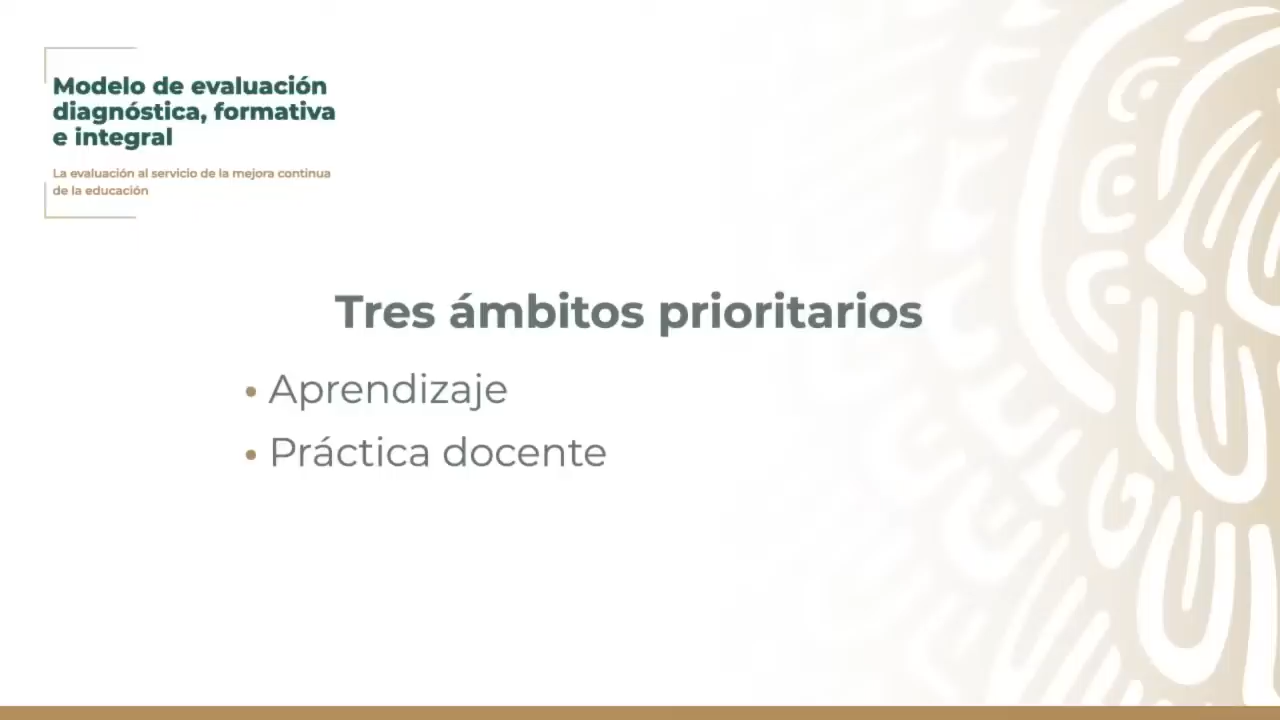 Modelo de evaluación
diagnóstica, formativa
e integral
La evaluación al servicio de la mejora continua
de la educación
Tres ámbitos prioritarios
• Aprendizaje
• Práctica docente